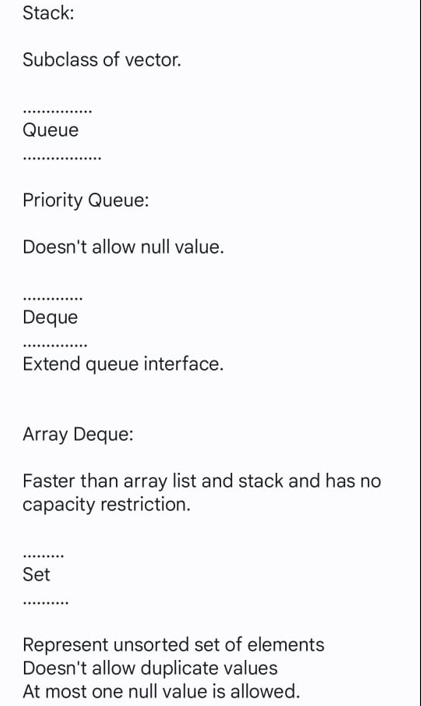 Stack:
Subclass of vector.
...............
Queue
.................
Priority Queue:
Doesn't allow null value.
.............
Deque
..............
Extend queue interface.
Array Deque:
Faster than array list and stack and has no
capacity restriction.
.........
Set
..........
Represent unsorted set of elements
Doesn't allow duplicate values
At most one null value is allowed.